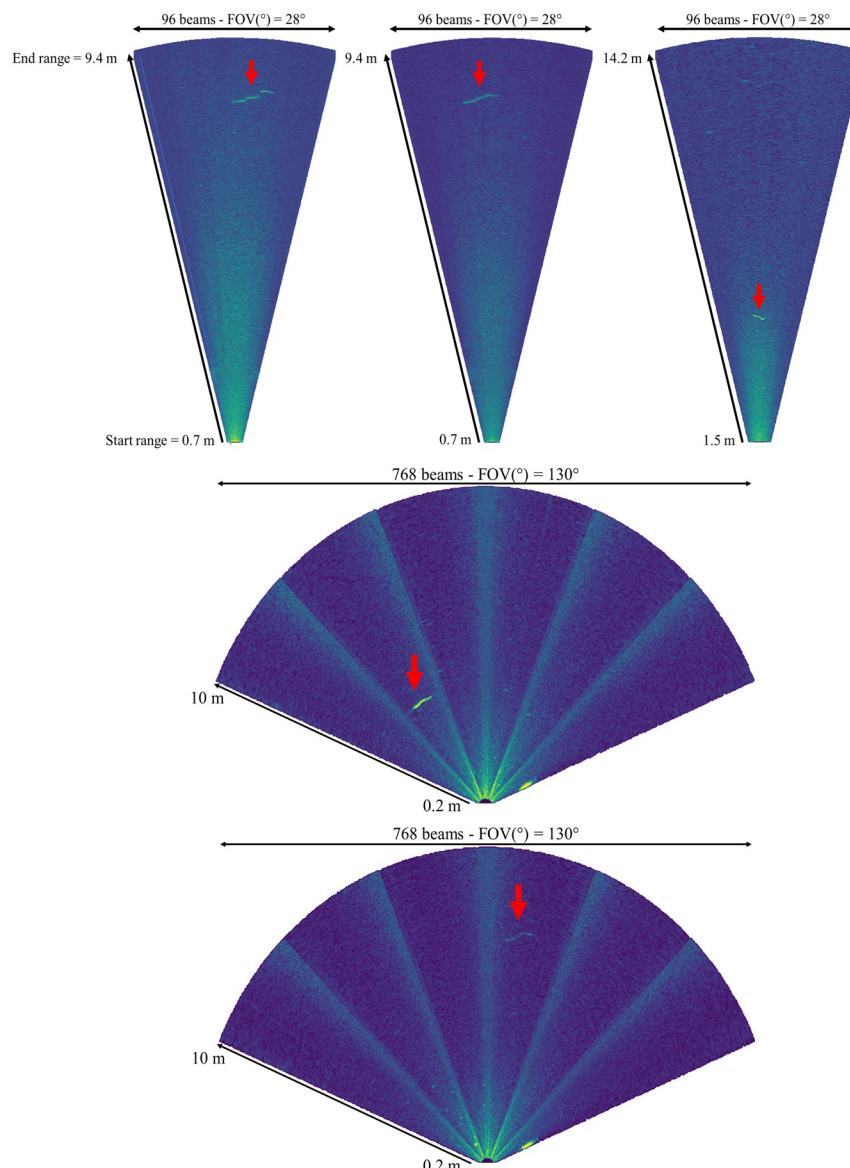 96 beams - FOV(°) = 28°
96 beams - FOV(°) = 28°
96 beams - FOV(°) = 28°
End range = 9.4 m
9.4 m
14.2 m
Start range = 0.7 m
0.7 m
1.5 m
768 beams - FOV(°) = 130°
10 m
0.2 m
768 beams - FOV(°) = 130°
10 m
0.2 m